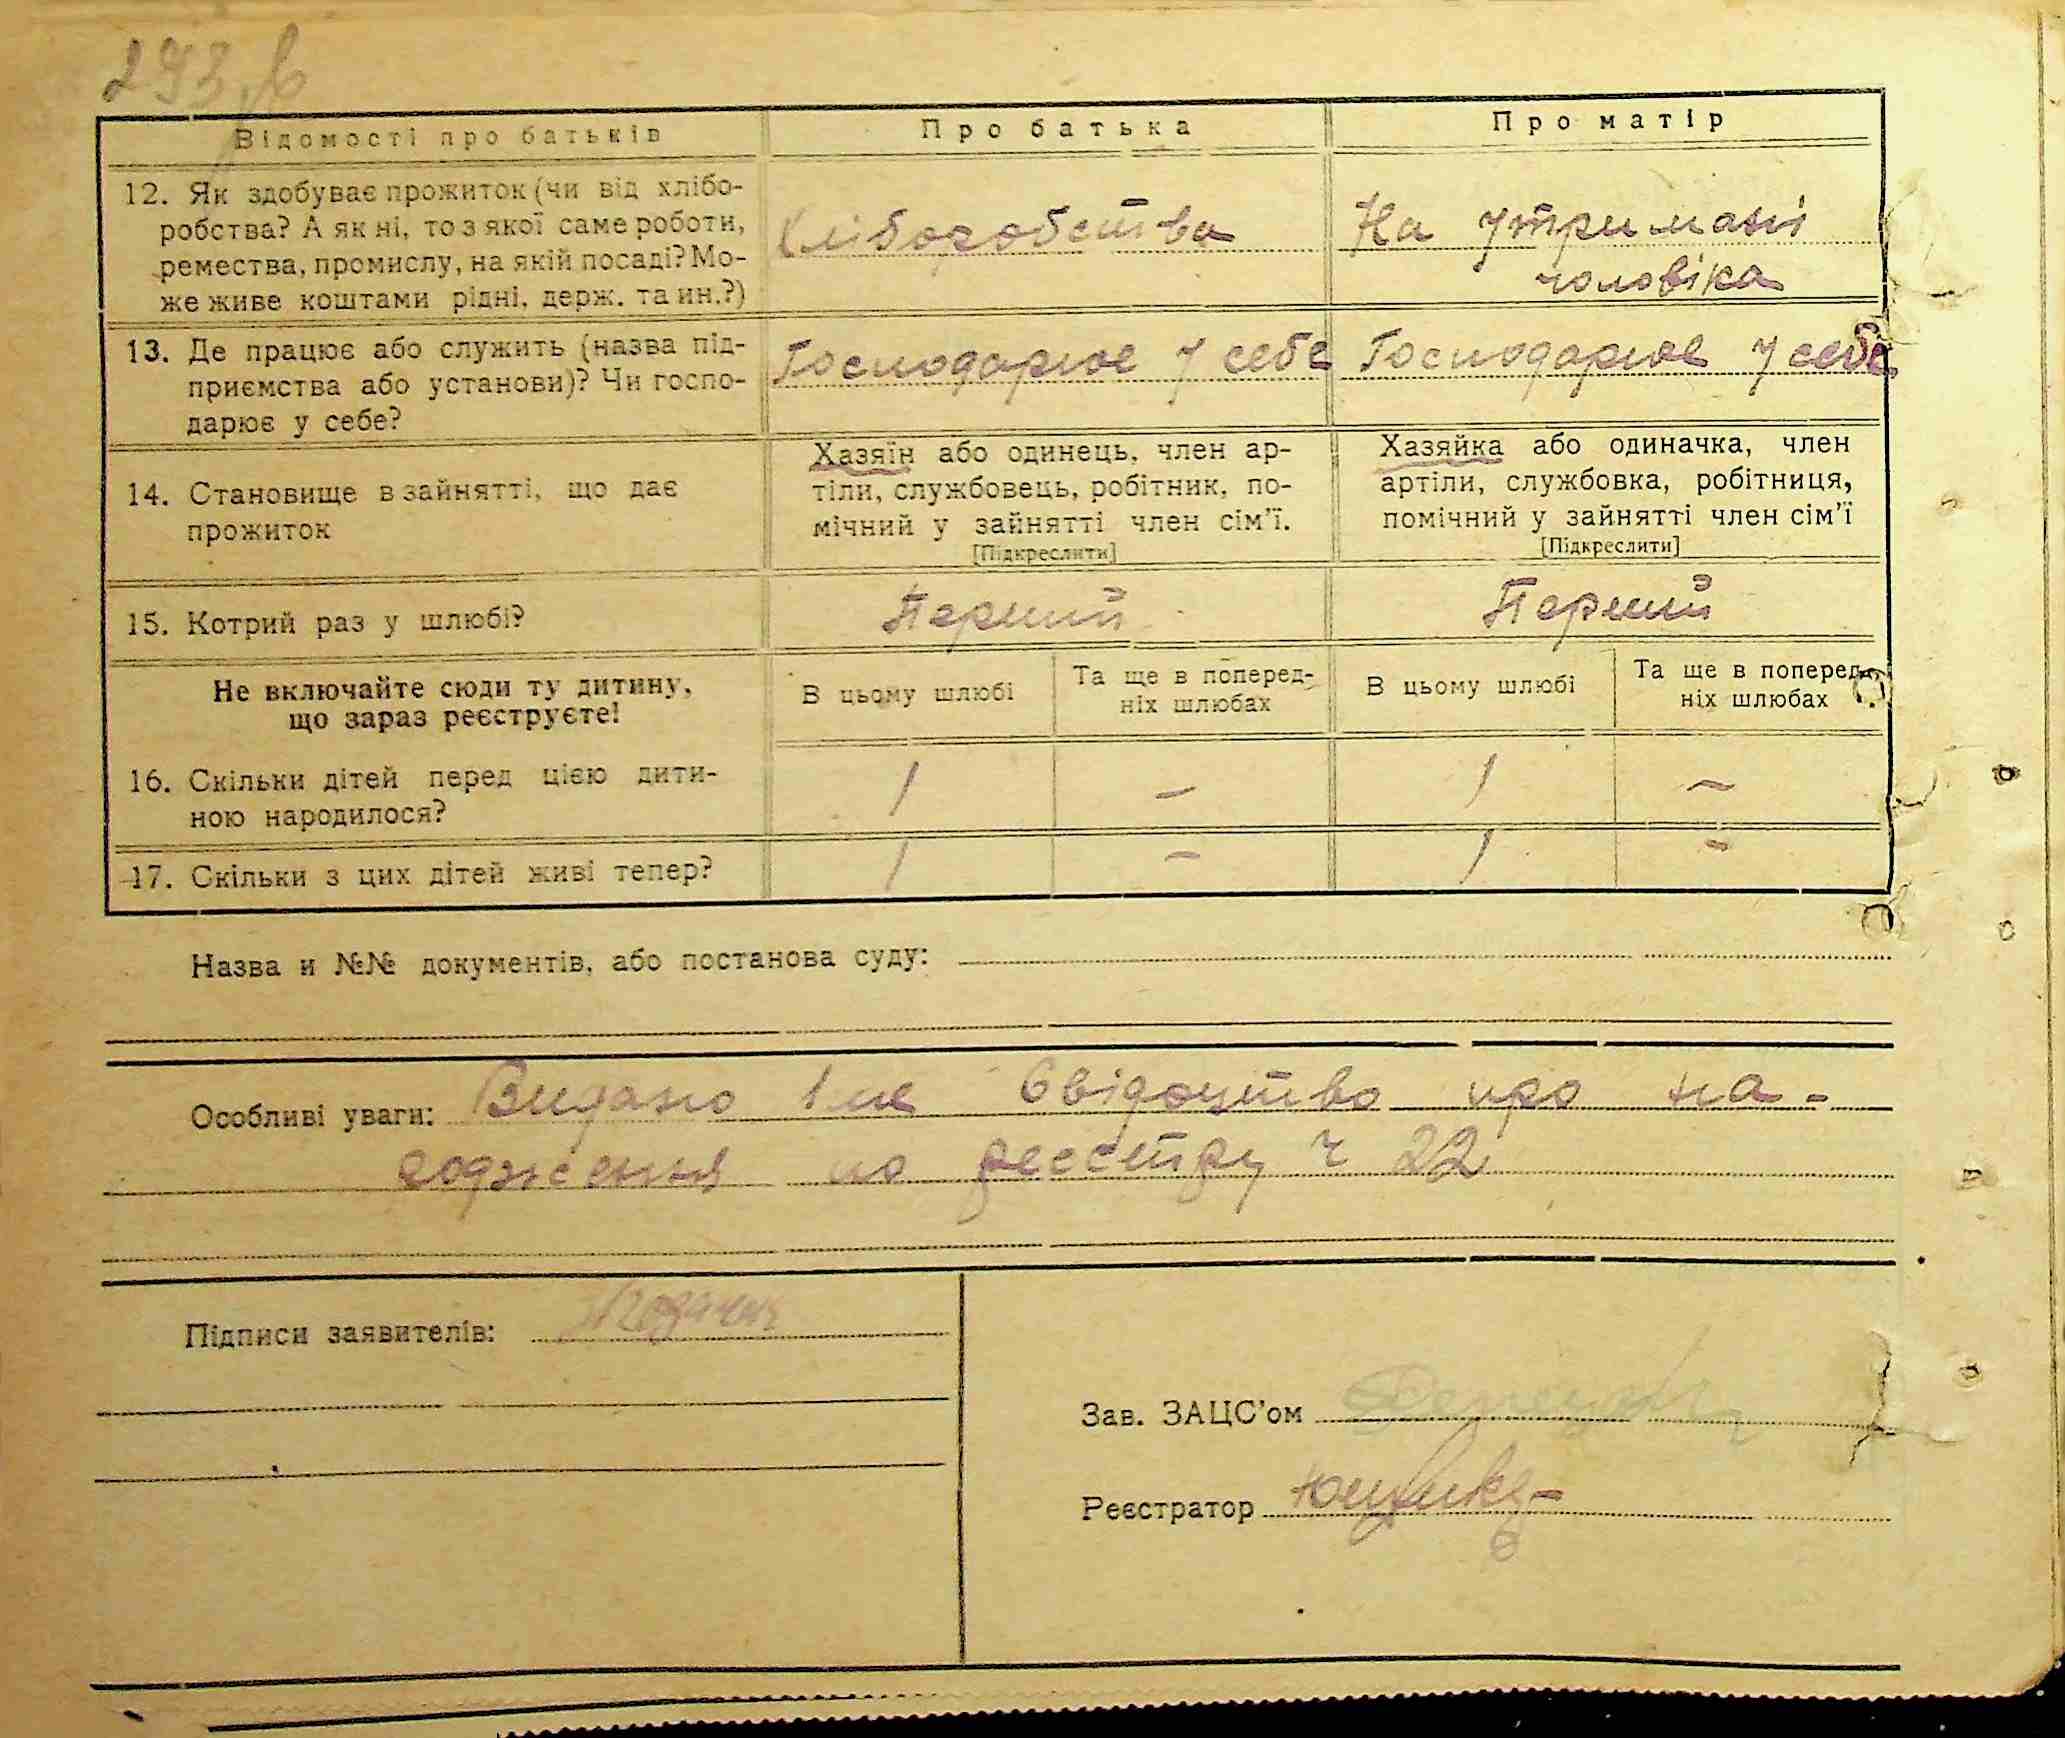 293
Відомості про батьків
Про батька
Про матір
12. Як здобуває прожиток (чи від хлібо-
робства? А як ні, то з якої саме роботи,
ремества, промислу, на якій посаді? Мо-
же живе коштами рідні, держ. та ин.?)
Хліборобства
На утримані
чоловіка
13. Де працює або служить (назва під-
приємства або установи)? Чи госпо-
дарює у себе?
Господарює у себе
Господарює у себе
14. Становище в зайнятті, що дає
прожиток
Хазяїн або одинець, член ар-
тіли, службовець, робітник, по-
мічний у зайнятті член сім'ї.
[Підкреслити]
Хазяйка або одиначка, член
артіли, службовка, робітниця,
помічний у зайнятті член сім'ї
[Підкреслити]
15. Котрий раз у шлюбі?
Перший
Перший
Не включайте сюди ту дитину,
що зараз реєструєте!
В цьому шлюбі
Та ще в поперед-
ніх шлюбах
В цьому шлюбі
Та ще в поперед-
ніх шлюбах
16. Скільки дітей перед цією дити-
ною народилося?
1 – 1 –
17. Скільки з цих дітей живі тепер?
1 – 1 –
Назва и №№ документів, або постанова суду:
Особливі уваги: Видано 1ше Свідоцтво про на-
родження по реєстру ч 22
Підписи заявителів:
Зав. ЗАЦС'ом
Реєстратор